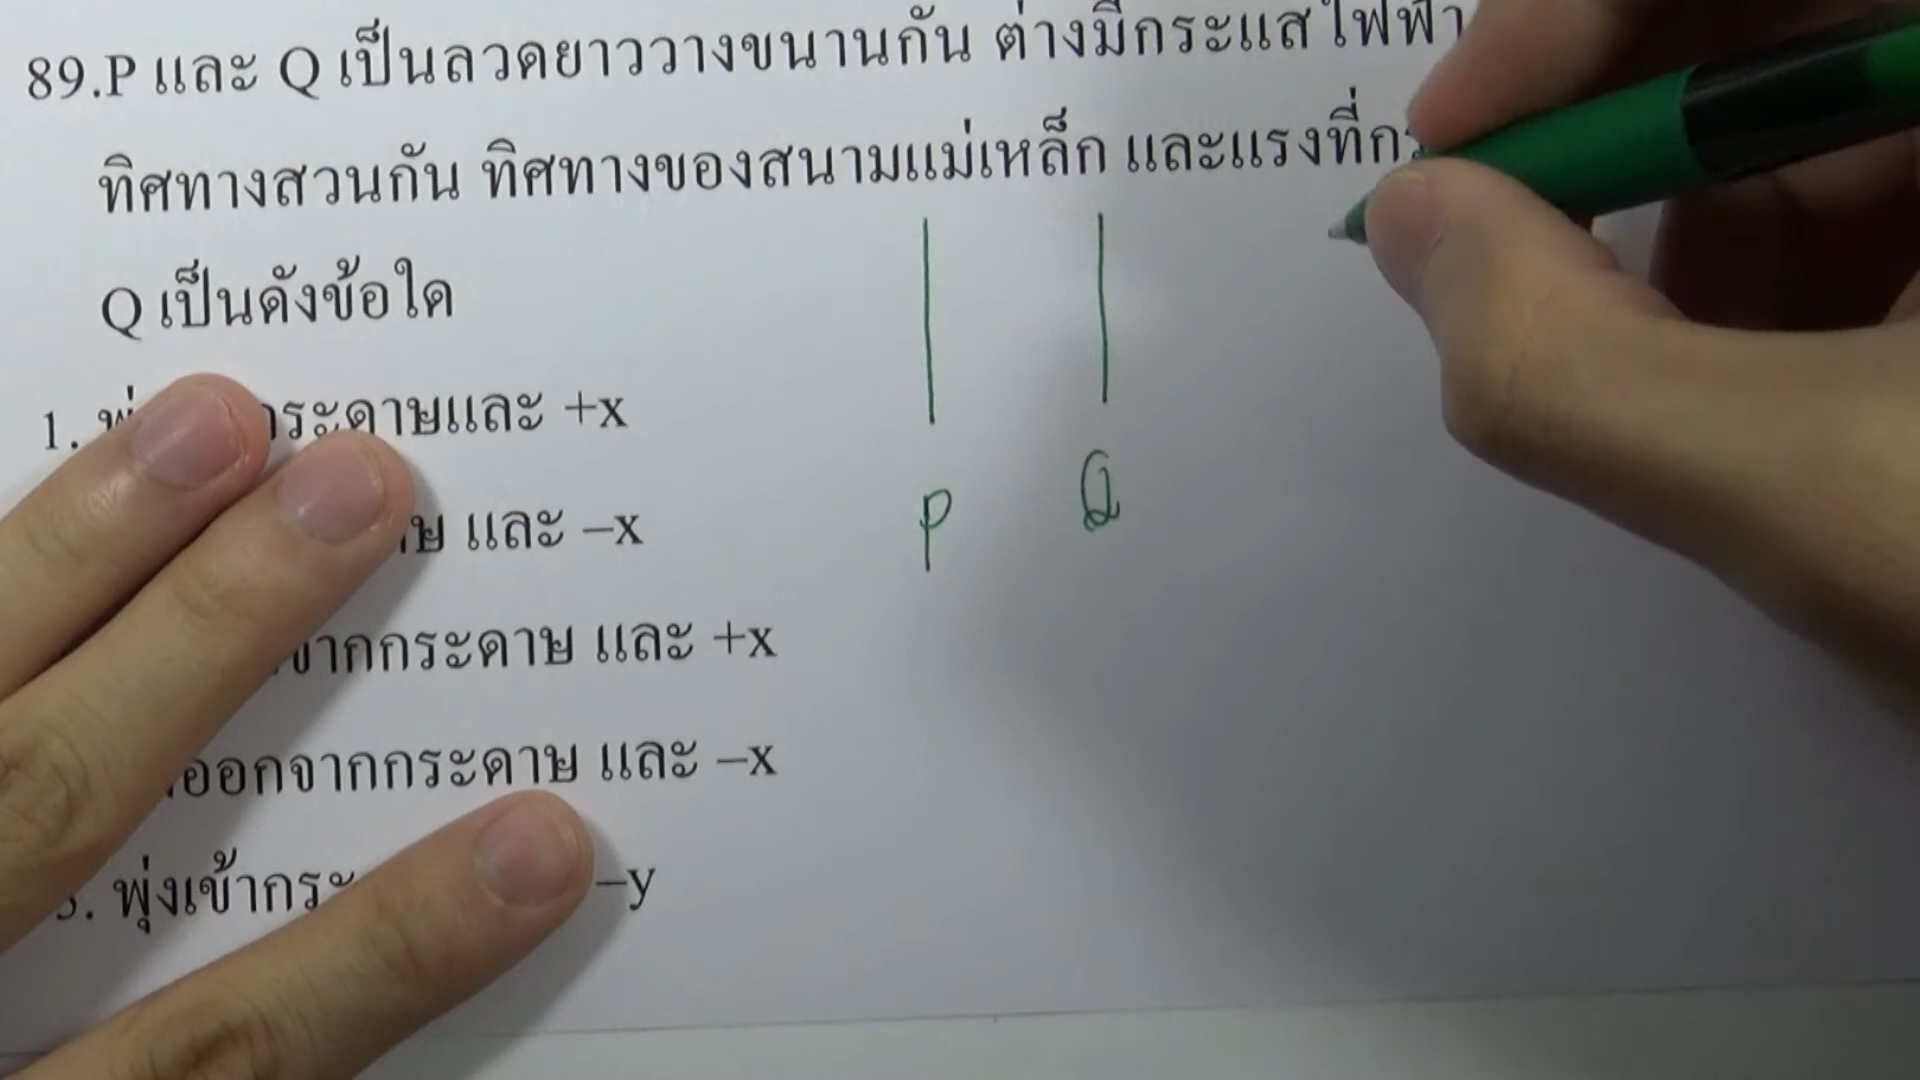 89.P และ Q เป็นลวดยาววางขนานกัน ต่างมีกระแสไฟฟ้า
ทิศทางสวนกัน ทิศทางของสนามแม่เหล็ก และแรงที่
Q เป็นดังข้อใด
1. กระดาษและ +x
และ –x
จากกระดาษ และ +x
ออกจากกระดาษ และ –x
พุ่งเข้า –y
P Q